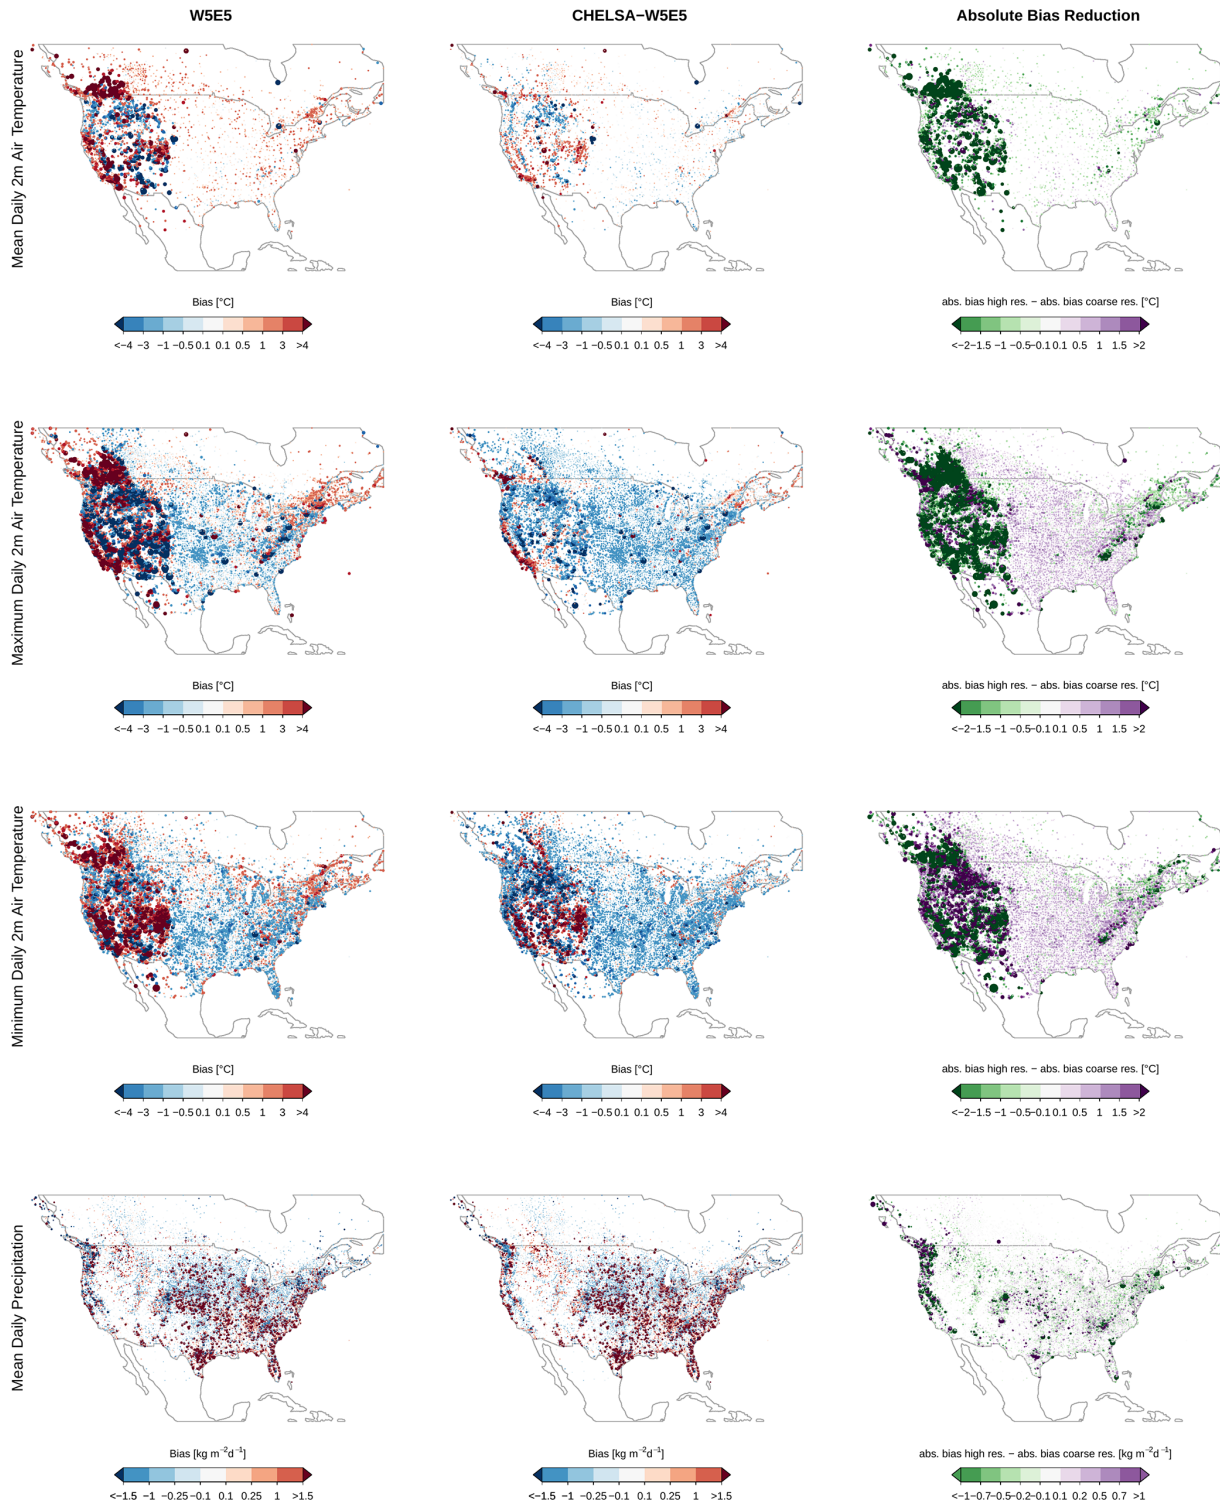 W5E5 CHELSA−W5E5 Absolute Bias Reduction
Mean Daily 2m Air Temperature
Bias [°C] Bias [°C] abs. bias high res. − abs. bias coarse res. [°C]
<−4 −3 −1 −0.5 0.1 0.1 0.5 1 3 >4 <−4 −3 −1 −0.5 0.1 0.1 0.5 1 3 >4 <−2 −1.5 −1 −0.5 −0.1 0.1 0.5 1 1.5 >2
Maximum Daily 2m Air Temperature
Bias [°C] Bias [°C] abs. bias high res. − abs. bias coarse res. [°C]
<−4 −3 −1 −0.5 0.1 0.1 0.5 1 3 >4 <−4 −3 −1 −0.5 0.1 0.1 0.5 1 3 >4 <−2 −1.5 −1 −0.5 −0.1 0.1 0.5 1 1.5 >2
Minimum Daily 2m Air Temperature
Bias [°C] Bias [°C] abs. bias high res. − abs. bias coarse res. [°C]
<−4 −3 −1 −0.5 0.1 0.1 0.5 1 3 >4 <−4 −3 −1 −0.5 0.1 0.1 0.5 1 3 >4 <−2 −1.5 −1 −0.5 −0.1 0.1 0.5 1 1.5 >2
Mean Daily Precipitation
Bias [kg m⁻²d⁻¹] Bias [kg m⁻²d⁻¹] abs. bias high res. − abs. bias coarse res. [kg m⁻²d⁻¹]
<−1.5 −1 −0.25 −0.1 0.1 0.25 1 >1.5 <−1.5 −1 −0.25 −0.1 0.1 0.25 1 >1.5 <−1 −0.7 −0.5 −0.2 −0.1 0.1 0.2 0.5 0.7 >1